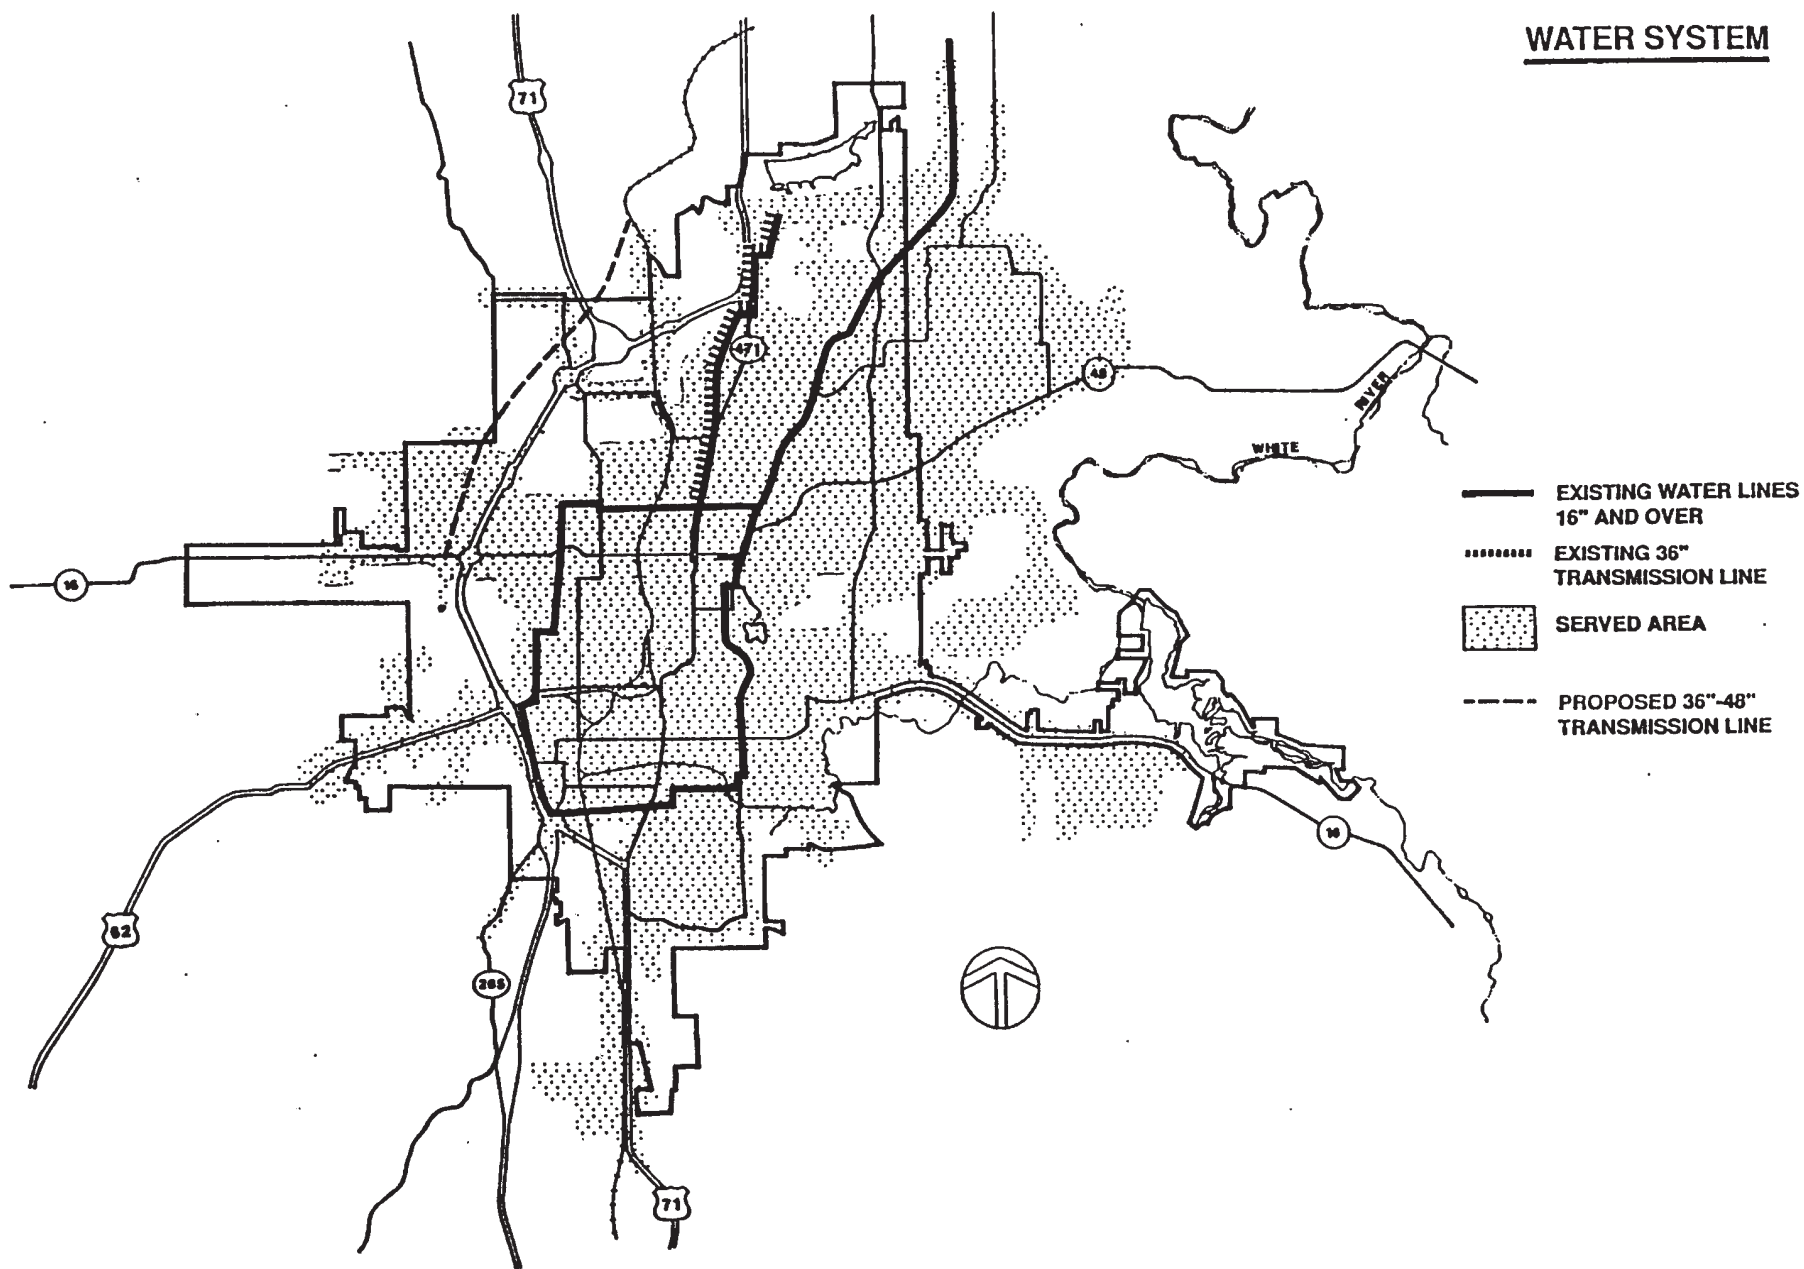 WATER SYSTEM
71
471
45
RIVER
WHITE
EXISTING WATER LINES
16" AND OVER
EXISTING 36"
TRANSMISSION LINE
16
SERVED AREA
PROPOSED 36"-48"
TRANSMISSION LINE
16
62
265
71